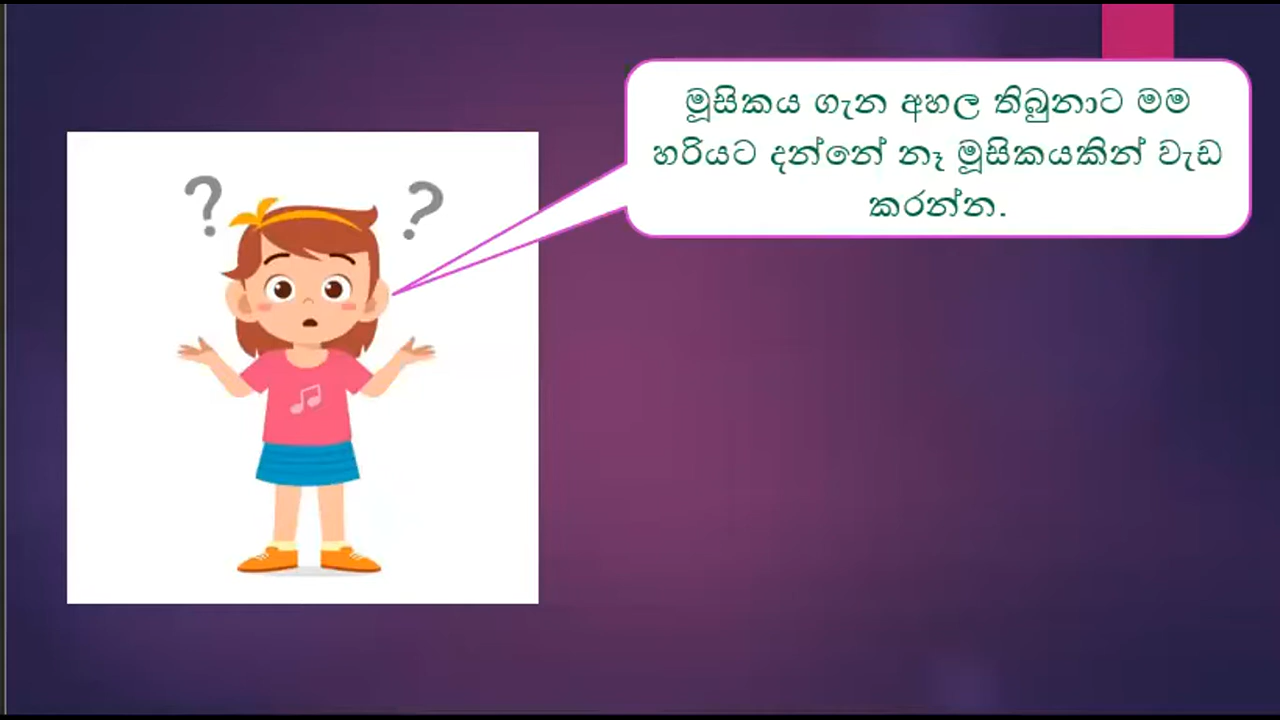 මූසිකය ගැන අහල තිබුනාට මම
හරියට දන්නේ නෑ මූසිකයකින් වැඩ
කරන්න.
? ?